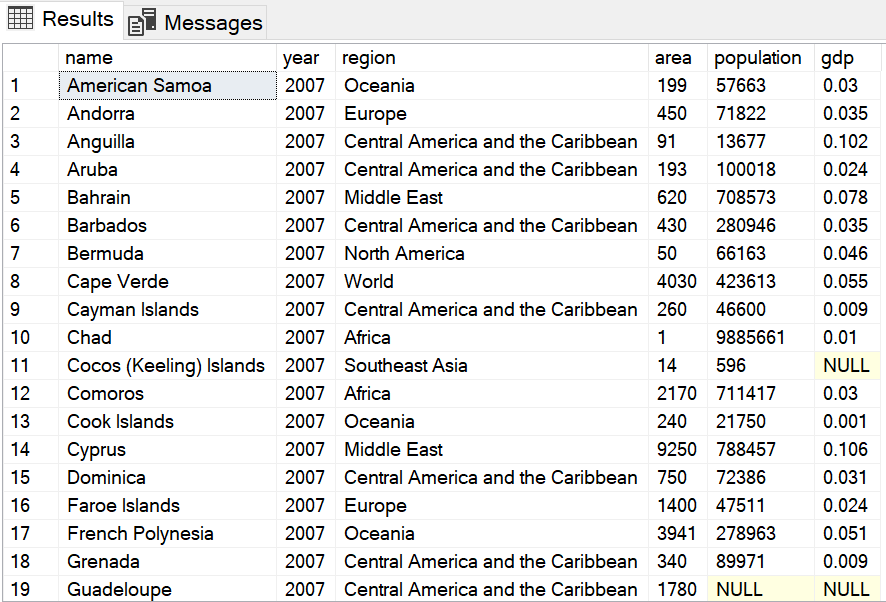 Results Messages
name year region area population gdp
1 American Samoa 2007 Oceania 199 57663 0.03
2 Andorra 2007 Europe 450 71822 0.035
3 Anguilla 2007 Central America and the Caribbean 91 13677 0.102
4 Aruba 2007 Central America and the Caribbean 193 100018 0.024
5 Bahrain 2007 Middle East 620 708573 0.078
6 Barbados 2007 Central America and the Caribbean 430 280946 0.035
7 Bermuda 2007 North America 50 66163 0.046
8 Cape Verde 2007 World 4030 423613 0.055
9 Cayman Islands 2007 Central America and the Caribbean 260 46600 0.009
10 Chad 2007 Africa 1 9885661 0.01
11 Cocos (Keeling) Islands 2007 Southeast Asia 14 596 NULL
12 Comoros 2007 Africa 2170 711417 0.03
13 Cook Islands 2007 Oceania 240 21750 0.001
14 Cyprus 2007 Middle East 9250 788457 0.106
15 Dominica 2007 Central America and the Caribbean 750 72386 0.031
16 Faroe Islands 2007 Europe 1400 47511 0.024
17 French Polynesia 2007 Oceania 3941 278963 0.051
18 Grenada 2007 Central America and the Caribbean 340 89971 0.009
19 Guadeloupe 2007 Central America and the Caribbean 1780 NULL NULL